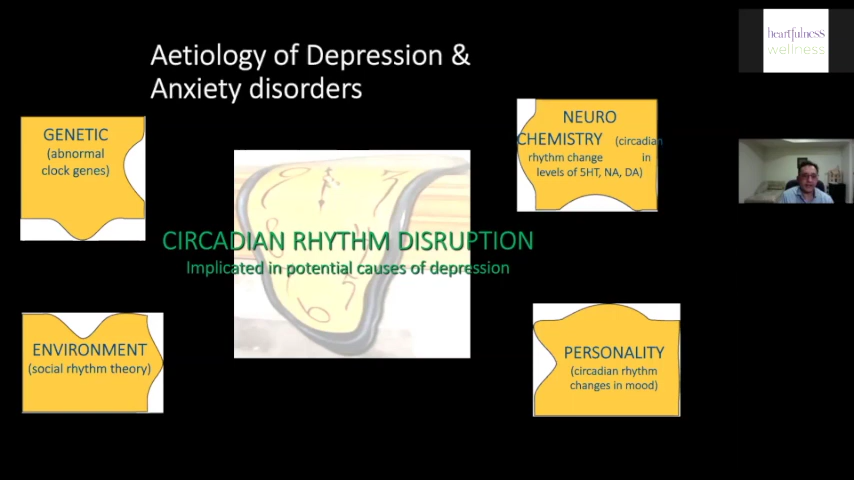 Aetiology of Depression &
Anxiety disorders
heartfulness
wellness
GENETIC
(abnormal
clock genes)
NEURO
CHEMISTRY (circadian
rhythm change in
levels of 5HT, NA, DA)
CIRCADIAN RHYTHM DISRUPTION
Implicated in potential causes of depression
ENVIRONMENT
(social rhythm theory)
PERSONALITY
(circadian rhythm
changes in mood)